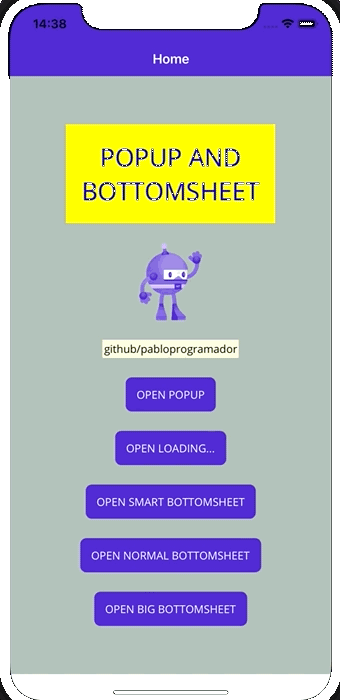 14:38
Home
POPUP AND
BOTTOMSHEET
github/pabloprogramador
OPEN POPUP
OPEN LOADING...
OPEN SMART BOTTOMSHEET
OPEN NORMAL BOTTOMSHEET
OPEN BIG BOTTOMSHEET